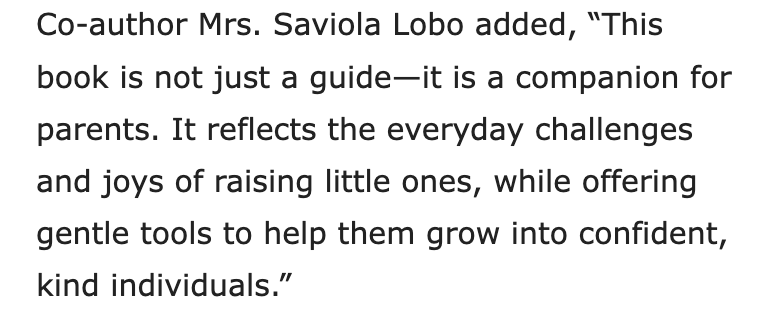 Co-author Mrs. Saviola Lobo added, “This
book is not just a guide—it is a companion for
parents. It reflects the everyday challenges
and joys of raising little ones, while offering
gentle tools to help them grow into confident,
kind individuals.”